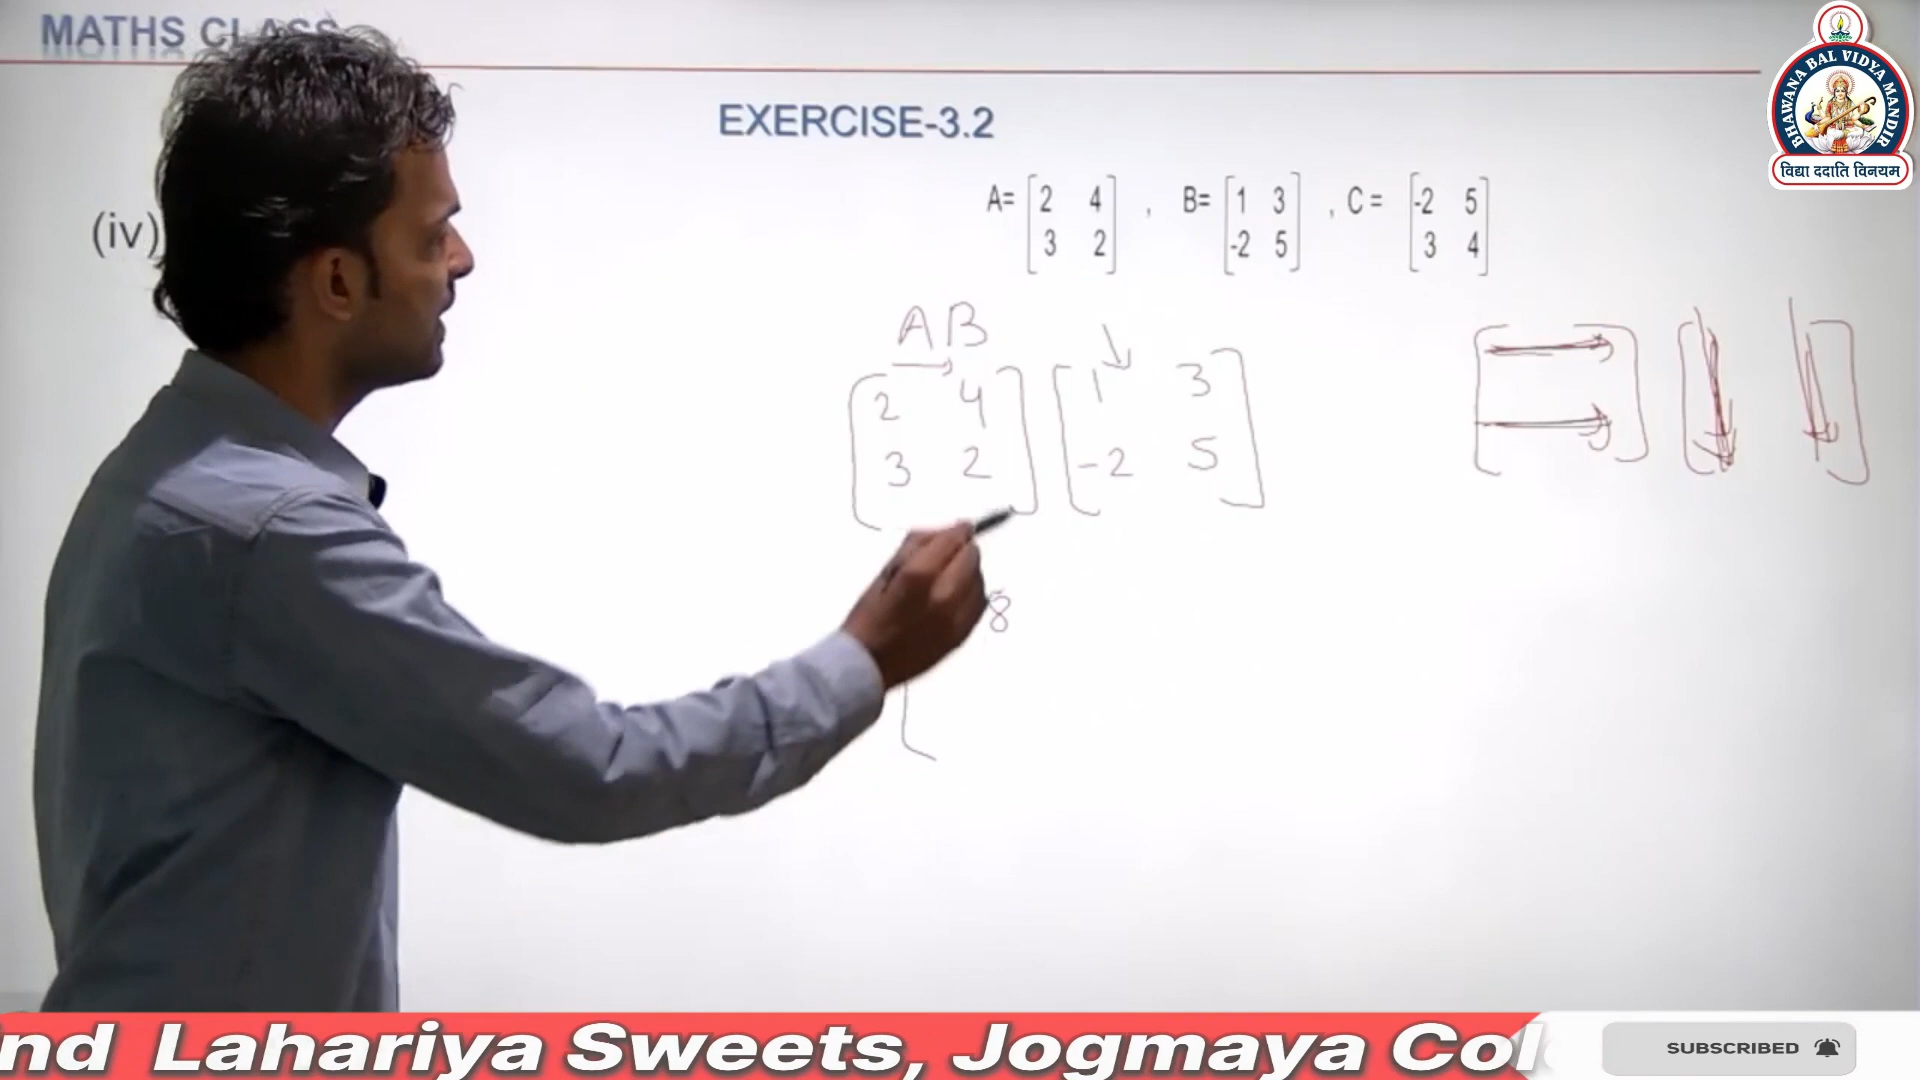 MATHS CLASS
BHAWANA BAL VIDYA MANDIR
विद्या ददाति विनयम
EXERCISE-3.2
(iv)
A= [2 4 , B= [1 3 , C = [-2 5
3 2] -2 5] 3 4]
A B
[2 4] [1 3]
[3 2] [-2 5]
8
nd Lahariya Sweets, Jogmaya Col
SUBSCRIBED